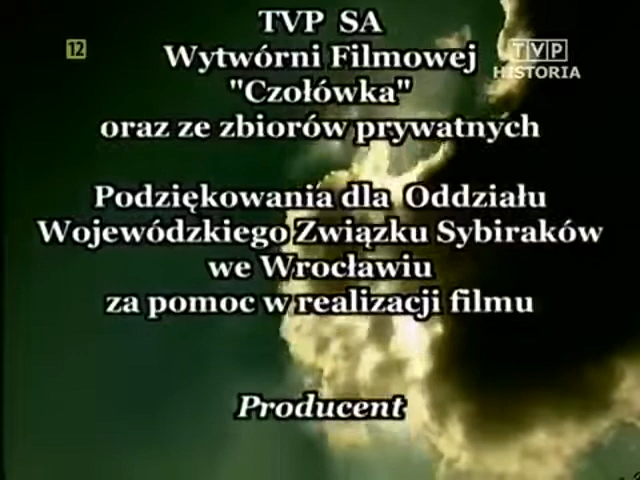 TVP SA
12
Wytwórni Filmowej
TVP
HISTORIA
"Czołówka"
oraz ze zbiorów prywatnych
Podziękowania dla Oddziału
Wojewódzkiego Związku Sybiraków
we Wrocławiu
za pomoc w realizacji filmu
Producent